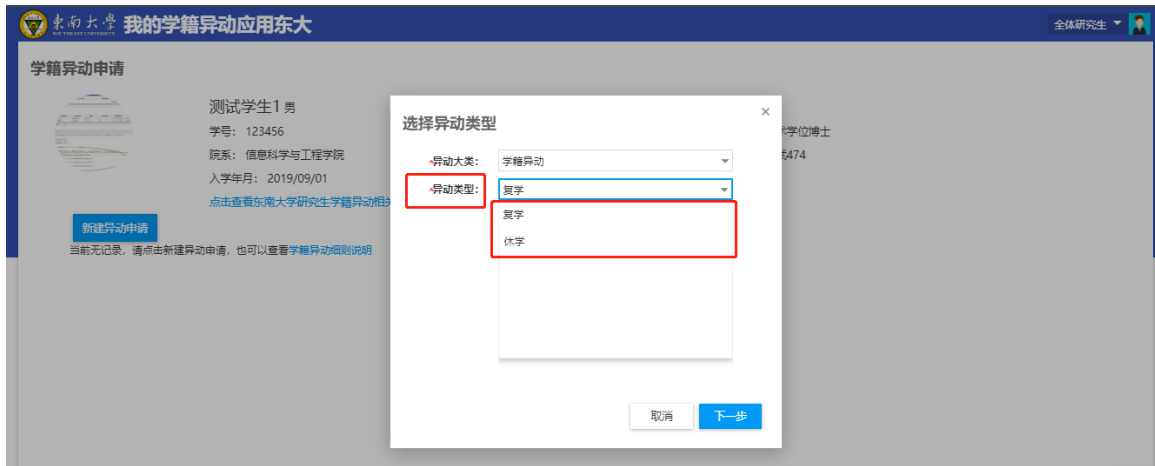 東南大學 我的学籍异动应用东大
SOUTHEAST UNIVERSITY
全体研究生
学籍异动申请
测试学生1 男
学号: 123456
院系: 信息科学与工程学院
入学年月: 2019/09/01
点击查看东南大学研究生学籍异动相关
新建异动申请
当前无记录, 请点击新建异动申请, 也可以查看学籍异动细则说明
选择异动类型
×
*异动大类: 学籍异动
*异动类型: 复学
复学
休学
取消
下一步
学位博士
474